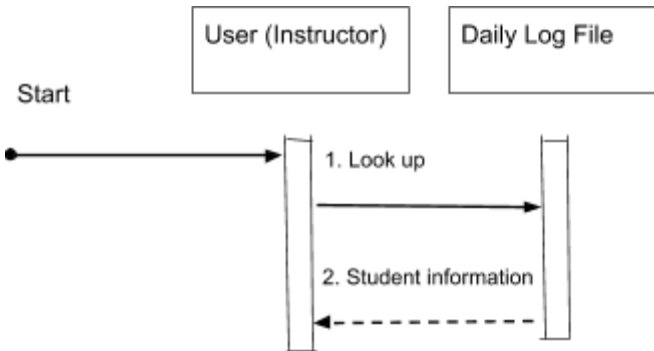 User (Instructor)
Daily Log File
Start
1. Look up
2. Student information